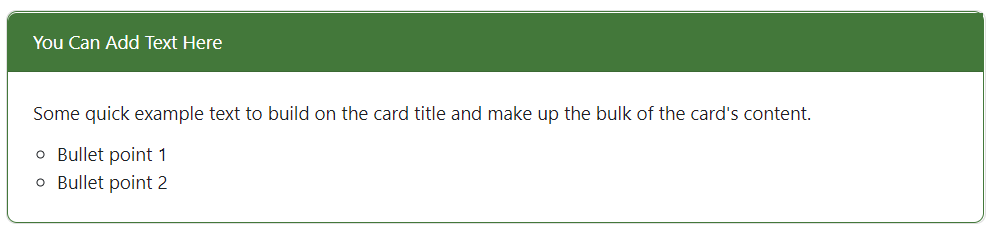 You Can Add Text Here
Some quick example text to build on the card title and make up the bulk of the card's content.
Bullet point 1
Bullet point 2